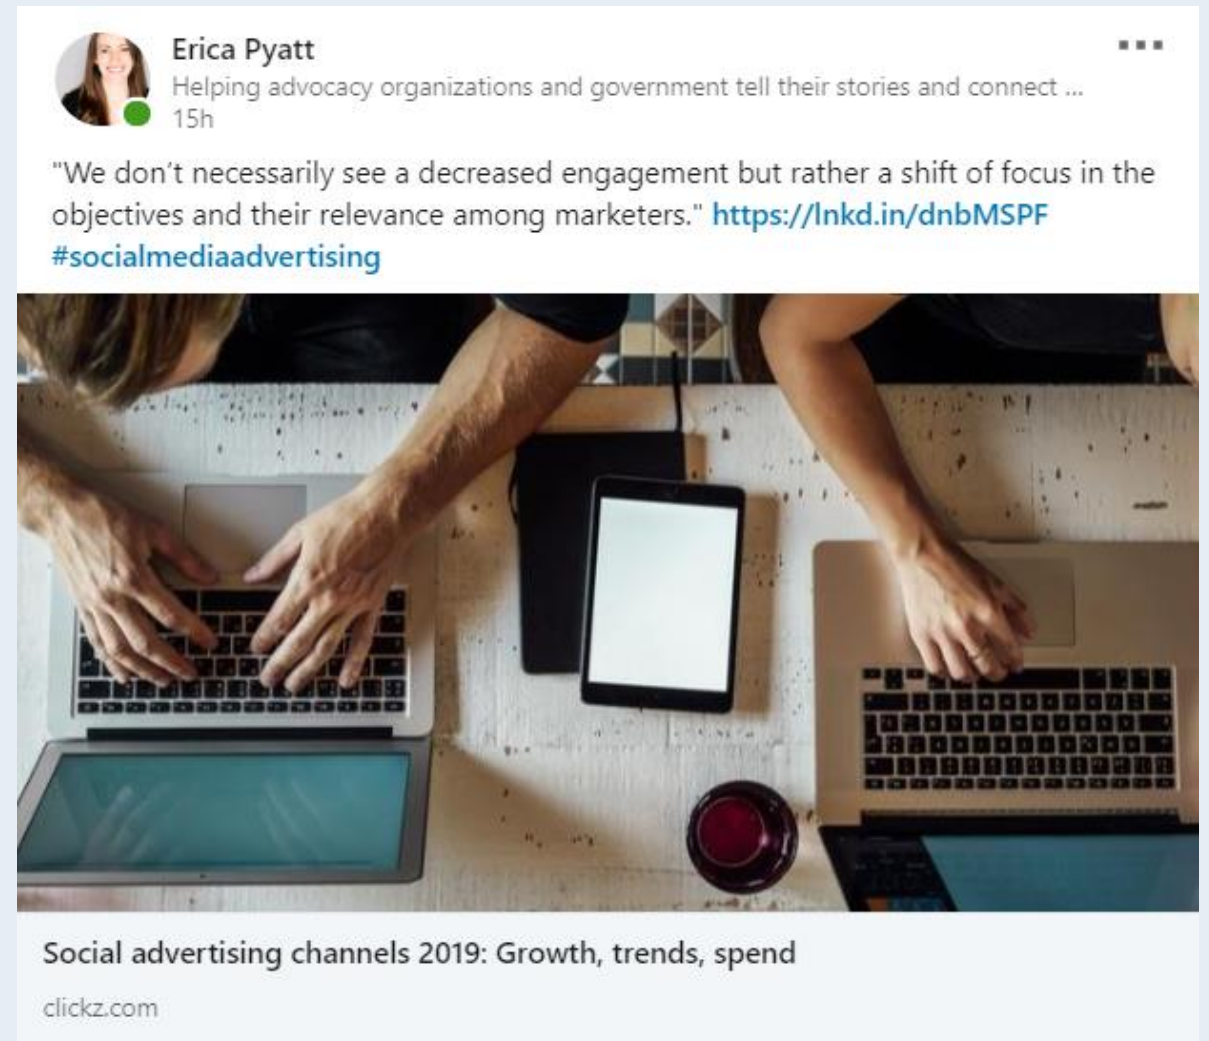 Erica Pyatt
Helping advocacy organizations and government tell their stories and connect ...
15h
"We don't necessarily see a decreased engagement but rather a shift of focus in the
objectives and their relevance among marketers." https://lnkd.in/dnbMSPF
#socialmediaadvertising
Social advertising channels 2019: Growth, trends, spend
clickz.com